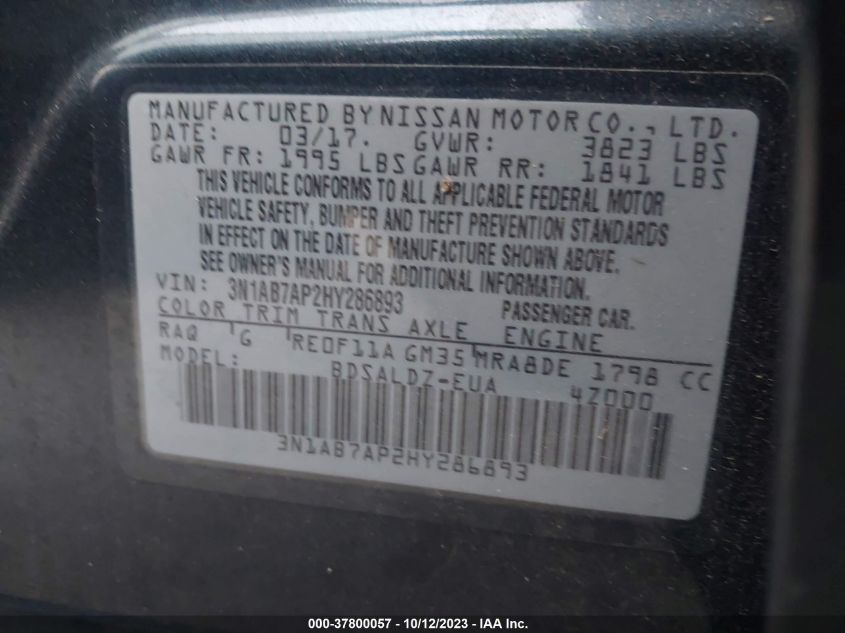 MANUFACTURED BY NISSAN MOTOR CO., LTD.
DATE: 03/17. GVWR: 3823 LBS
GAWR FR: 1995 LBS GAWR RR: 1841 LBS
THIS VEHICLE CONFORMS TO ALL APPLICABLE FEDERAL MOTOR
VEHICLE SAFETY, BUMPER AND THEFT PREVENTION STANDARDS
IN EFFECT ON THE DATE OF MANUFACTURE SHOWN ABOVE.
SEE OWNER'S MANUAL FOR ADDITIONAL INFORMATION.
VIN: 3N1AB7AP2HY286893 PASSENGER CAR.
COLOR TRIM TRANS AXLE ENGINE
RAQ G RE0F11A GM35 MRA8DE 1798 CC
MODEL: BDSALDZ-EUA 4Z000
3N1AB7AP2HY286893
000-37800057 - 10/12/2023 - IAA Inc.